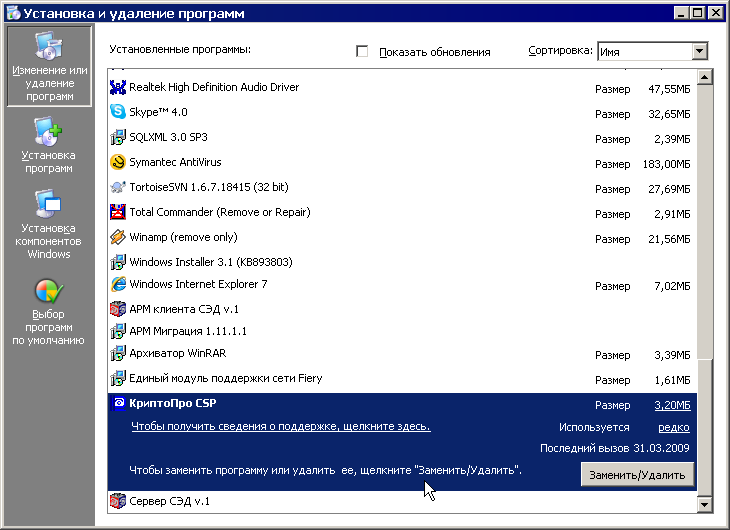 Установка и удаление программ
Изменение или
удаление
программ
Установка
программ
Установка
компонентов
Windows
Выбор
программ
по умолчанию
Установленные программы: Показать обновления Сортировка: Имя
Realtek High Definition Audio Driver Размер 47,55МБ
Skype™ 4.0 Размер 32,65МБ
SQLXML 3.0 SP3 Размер 2,39МБ
Symantec AntiVirus Размер 183,00МБ
TortoiseSVN 1.6.7.18415 (32 bit) Размер 27,69МБ
Total Commander (Remove or Repair) Размер 2,91МБ
Winamp (remove only) Размер 21,56МБ
Windows Installer 3.1 (KB893803)
Windows Internet Explorer 7 Размер 7,02МБ
АРМ клиента СЭД v.1
АРМ Миграция 1.11.1.1
Архиватор WinRAR Размер 3,39МБ
Единый модуль поддержки сети Fiery Размер 1,61МБ
КриптоПро CSP Размер 3,20МБ
Чтобы получить сведения о поддержке, щелкните здесь. Используется редко
Последний вызов 31.03.2009
Чтобы заменить программу или удалить ее, щелкните "Заменить/Удалить". Заменить/Удалить
Сервер СЭД v.1